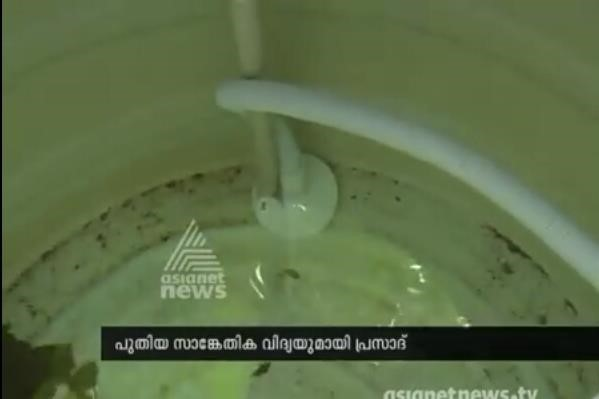 asianet
news
പുതിയ സാങ്കേതിക വിദ്യയുമായി പ്രസാദ്
asianetnews.tv